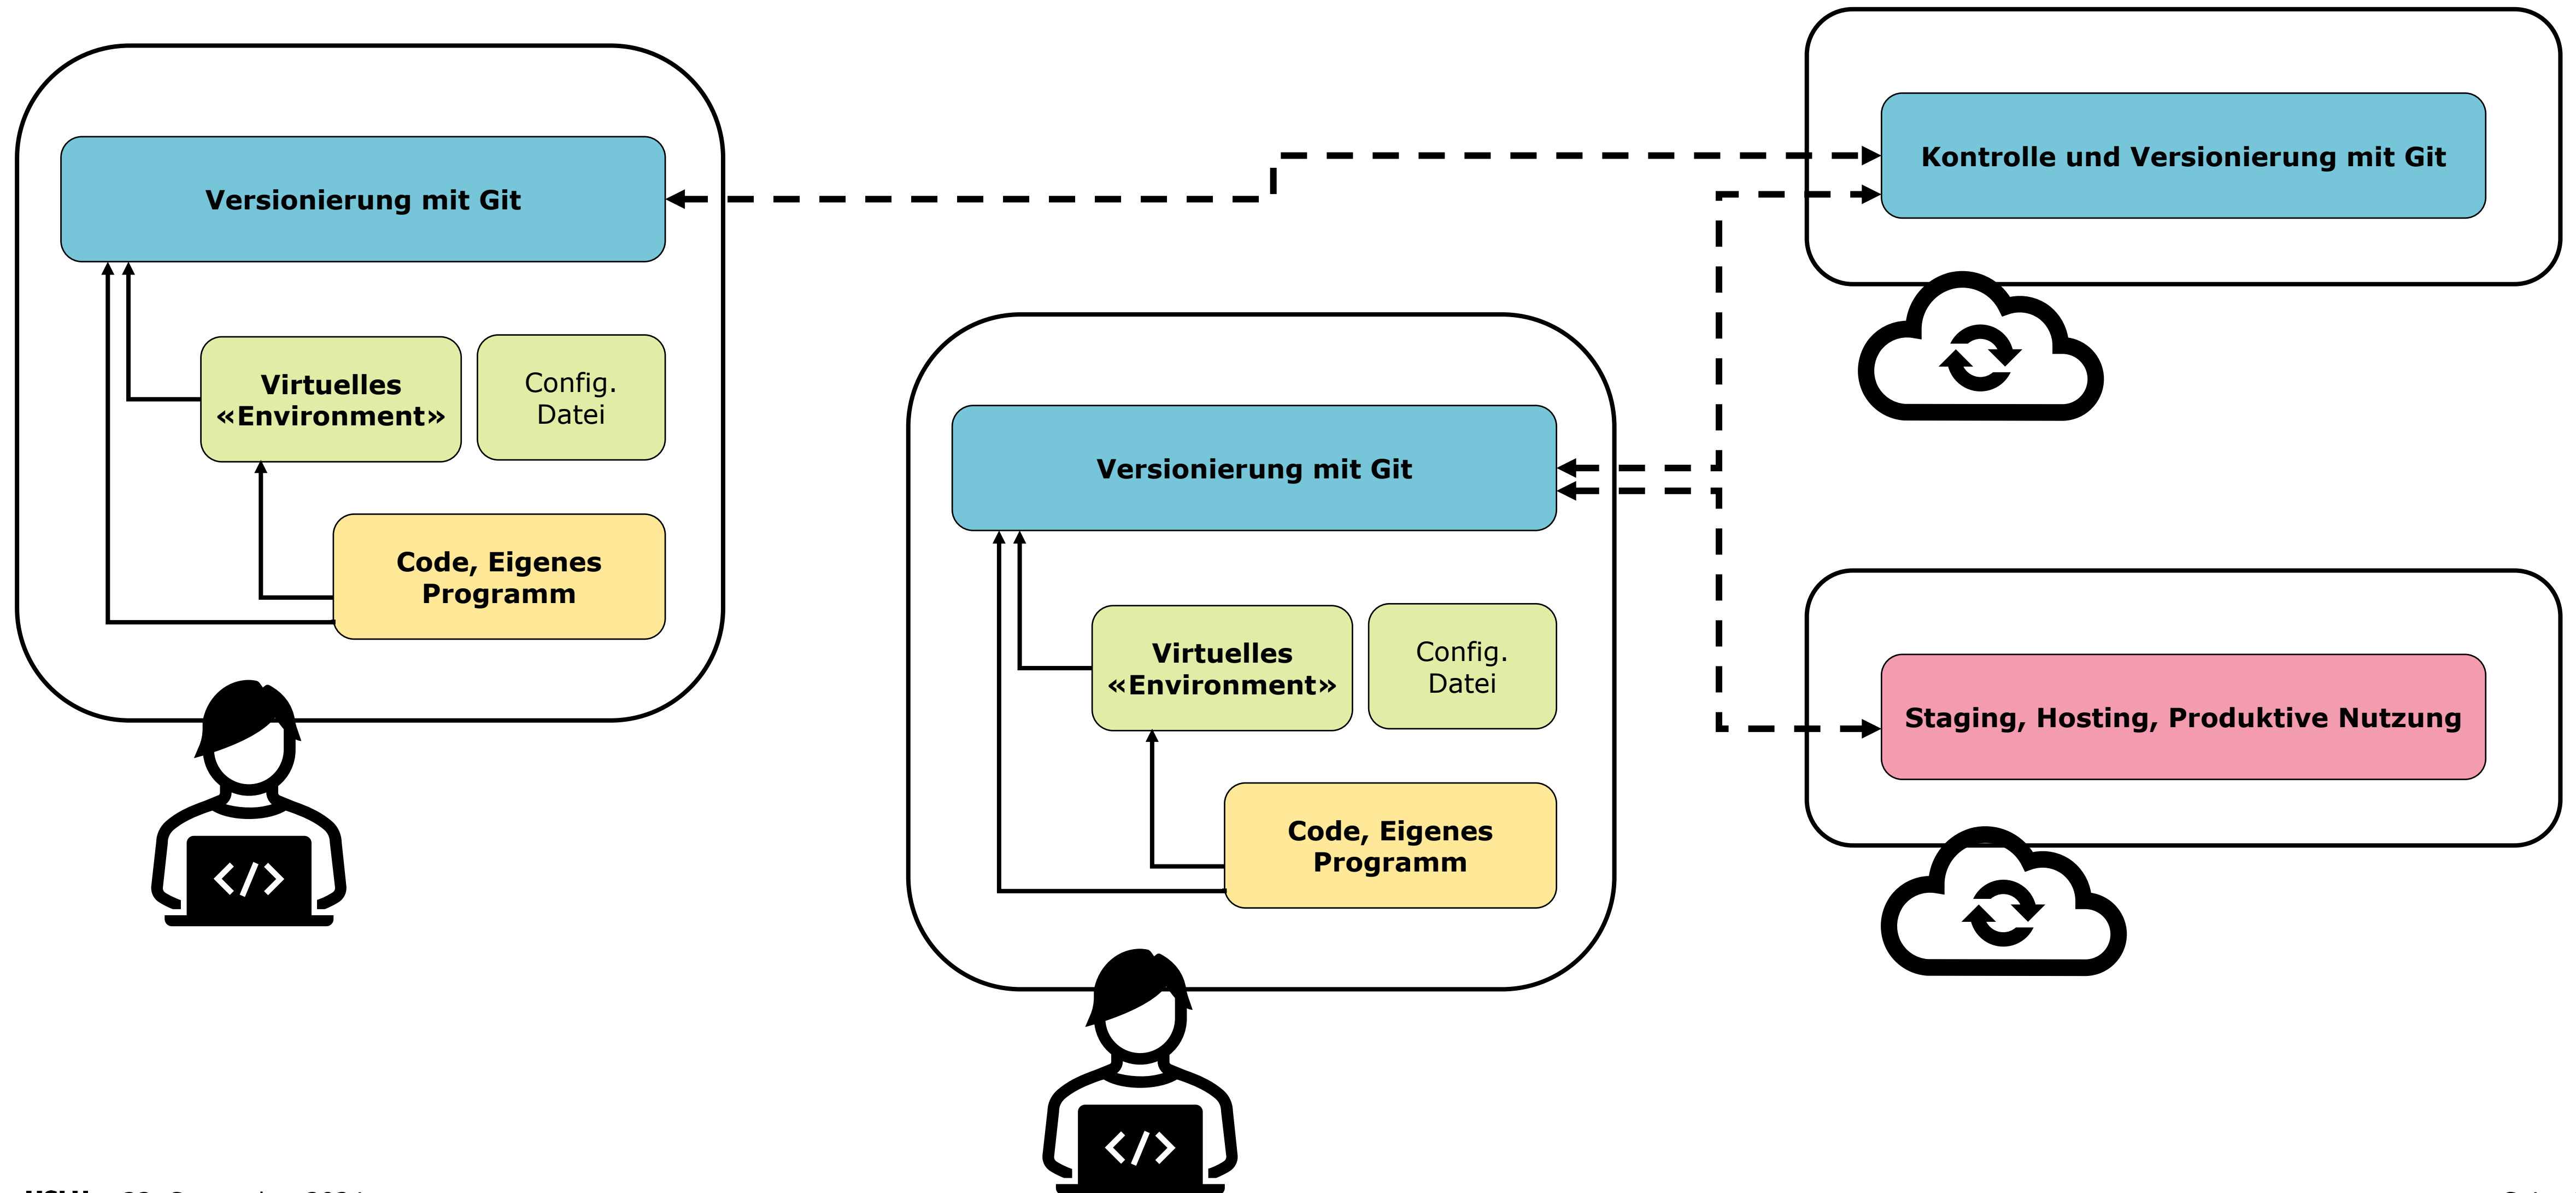 Versionierung mit Git
Virtuelles
«Environment»
Config.
Datei
Code, Eigenes
Programm
Versionierung mit Git
Virtuelles
«Environment»
Config.
Datei
Code, Eigenes
Programm
Kontrolle und Versionierung mit Git
Staging, Hosting, Produktive Nutzung